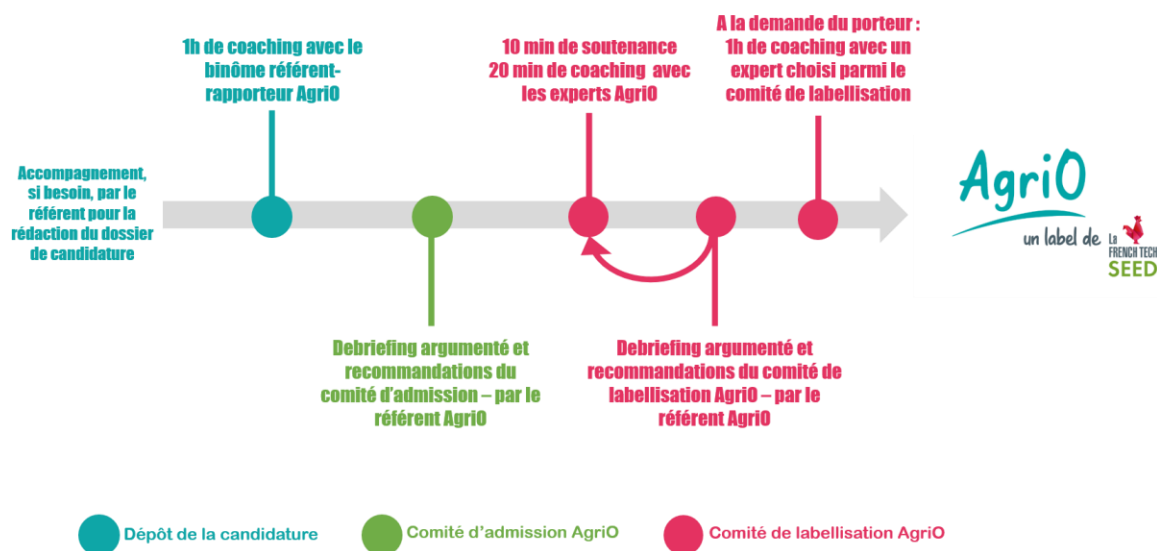 1h de coaching avec le
binôme référent-
rapporteur AgriO
10 min de soutenance
20 min de coaching avec
les experts AgriO
A la demande du porteur :
1h de coaching avec un
expert choisi parmi le
comité de labellisation
Accompagnement,
si besoin, par le
référent pour la
rédaction du dossier
de candidature
AgriO
un label de
La
FRENCH TECH
SEED
Debriefing argumenté et
recommandations du
comité d'admission – par le
référent AgriO
Debriefing argumenté et
recommandations du comité de
labellisation AgriO – par le
référent AgriO
Dépôt de la candidature
Comité d'admission AgriO
Comité de labellisation AgriO